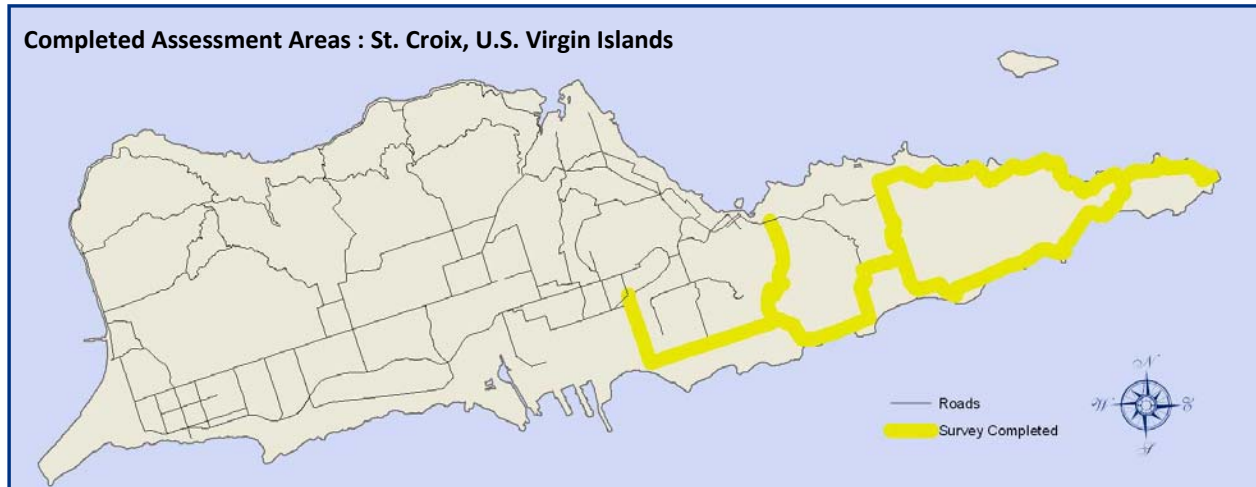 Completed Assessment Areas : St. Croix, U.S. Virgin Islands
N
W
E
S
Roads
Survey Completed